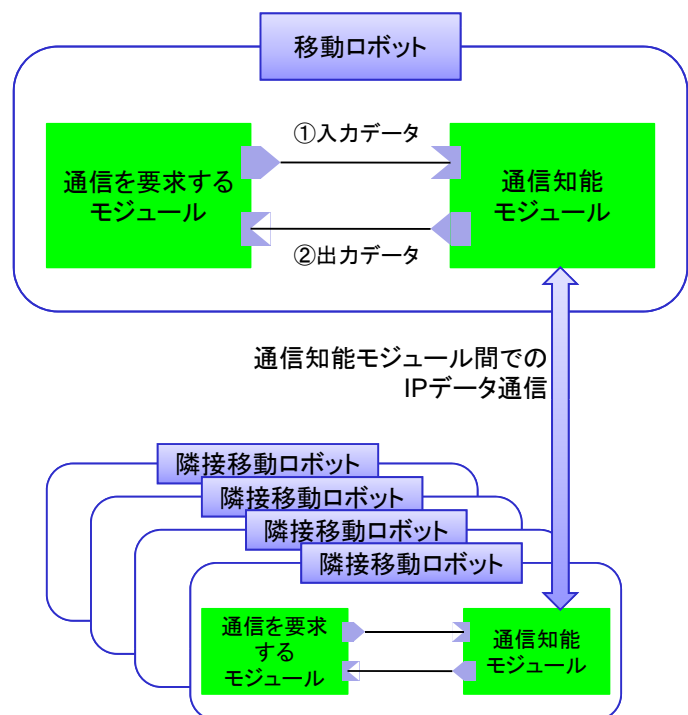 移動ロボット
①入力データ
通信を要求する
モジュール
通信知能
モジュール
②出力データ
通信知能モジュール間での
IPデータ通信
隣接移動ロボット
隣接移動ロボット
隣接移動ロボット
隣接移動ロボット
通信を要求
する
モジュール
通信知能
モジュール